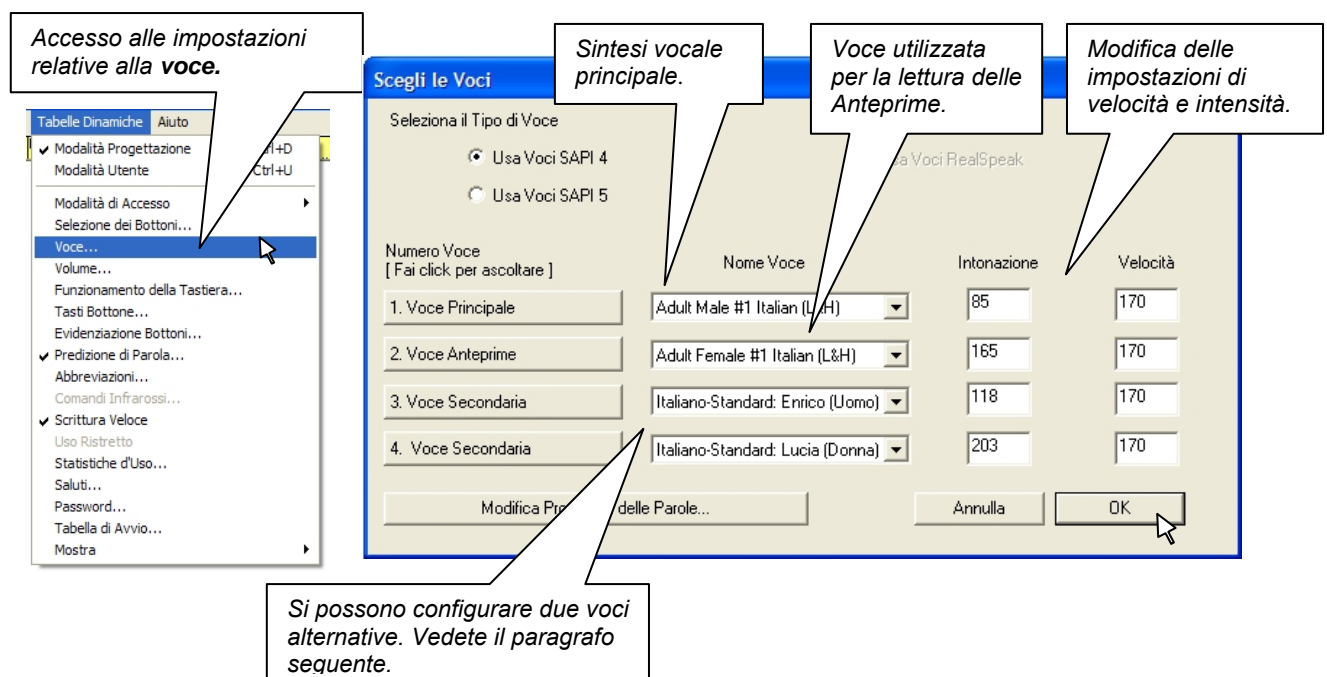 Accesso alle impostazioni
relative alla voce.
Sintesi vocale
principale.
Voce utilizzata
per la lettura delle
Anteprime.
Modifica delle
impostazioni di
velocità e intensità.
Tabelle Dinamiche Aiuto
Modalità Progettazione rl+D
Modalità Utente Ctrl+U
Modalità di Accesso
Selezione dei Bottoni...
Voce...
Volume...
Funzionamento della Tastiera...
Tasti Bottone...
Evidenziazione Bottoni...
Predizione di Parola...
Abbreviazioni...
Comandi Infrarossi...
Scrittura Veloce
Uso Ristretto
Statistiche d'Uso...
Saluti...
Password...
Tabella di Avvio...
Mostra
Scegli le Voci
Seleziona il Tipo di Voce
Usa Voci SAPI 4
sa Voci RealSpeak
Usa Voci SAPI 5
Numero Voce
[ Fai click per ascoltare ]
Nome Voce Intonazione Velocità
1. Voce Principale Adult Male #1 Italian (L&H) 85 170
2. Voce Anteprime Adult Female #1 Italian (L&H) 165 170
3. Voce Secondaria Italiano-Standard: Enrico (Uomo) 118 170
4. Voce Secondaria Italiano-Standard: Lucia (Donna) 203 170
Modifica Pro delle Parole... Annulla OK
Si possono configurare due voci
alternative. Vedete il paragrafo
seguente.